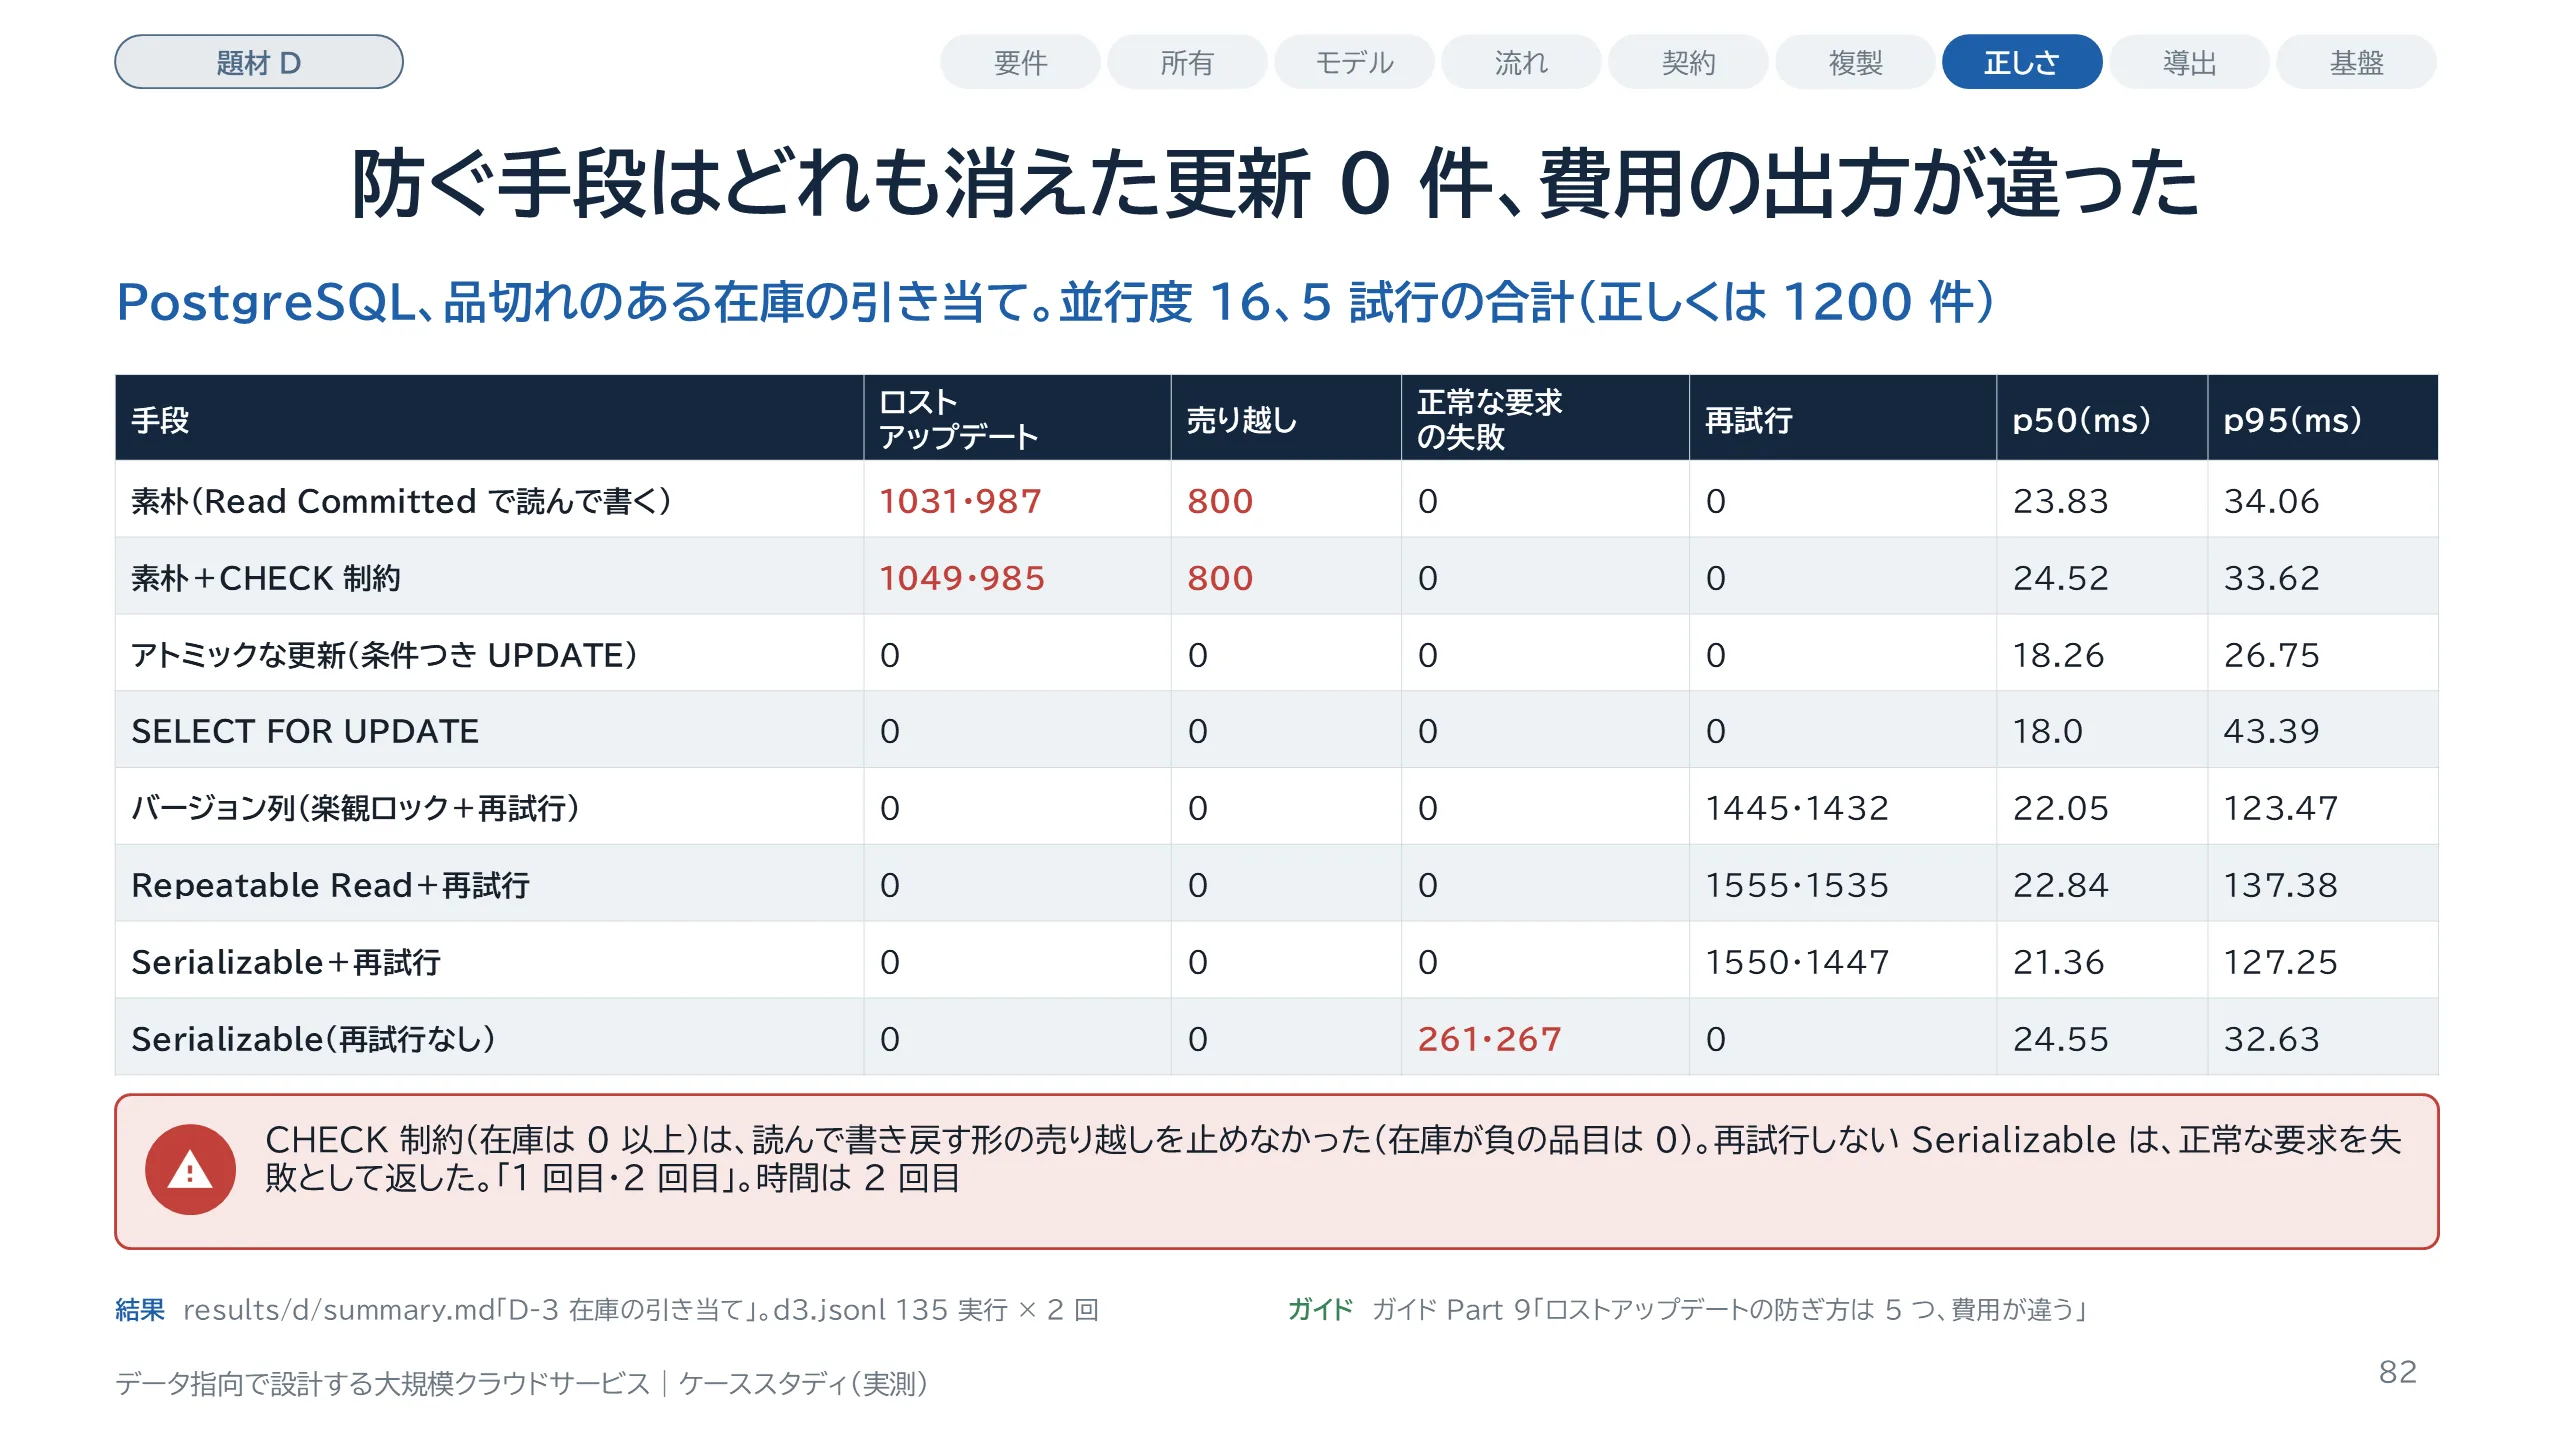 題材 D
要件
所有
モデル
流れ
契約
複製
正しさ
導出
基盤
防ぐ手段はどれも消えた更新 0 件、費用の出方が違った
PostgreSQL、品切れのある在庫の引き当て。並行度 16、5 試行の合計（正しくは 1200 件）
手段
ロスト
アップデート
売り越し
正常な要求
の失敗
再試行
p50（ms）
p95（ms）
素朴（Read Committed で読んで書く） 1031・987 800 0 0 23.83 34.06
素朴＋CHECK 制約 1049・985 800 0 0 24.52 33.62
アトミックな更新（条件つき UPDATE） 0 0 0 0 18.26 26.75
SELECT FOR UPDATE 0 0 0 0 18.0 43.39
バージョン列（楽観ロック＋再試行） 0 0 0 1445・1432 22.05 123.47
Repeatable Read＋再試行 0 0 0 1555・1535 22.84 137.38
Serializable＋再試行 0 0 0 1550・1447 21.36 127.25
Serializable（再試行なし） 0 0 261・267 0 24.55 32.63
CHECK 制約（在庫は 0 以上）は、読んで書き戻す形の売り越しを止めなかった（在庫が負の品目は 0）。再試行しない Serializable は、正常な要求を失
敗として返した。「1 回目・2 回目」。時間は 2 回目
結果 results/d/summary.md「D-3 在庫の引き当て」。d3.jsonl 135 実行 × 2 回
ガイド ガイド Part 9「ロストアップデートの防ぎ方は 5 つ、費用が違う」
データ指向で設計する大規模クラウドサービス｜ケーススタディ（実測）
82